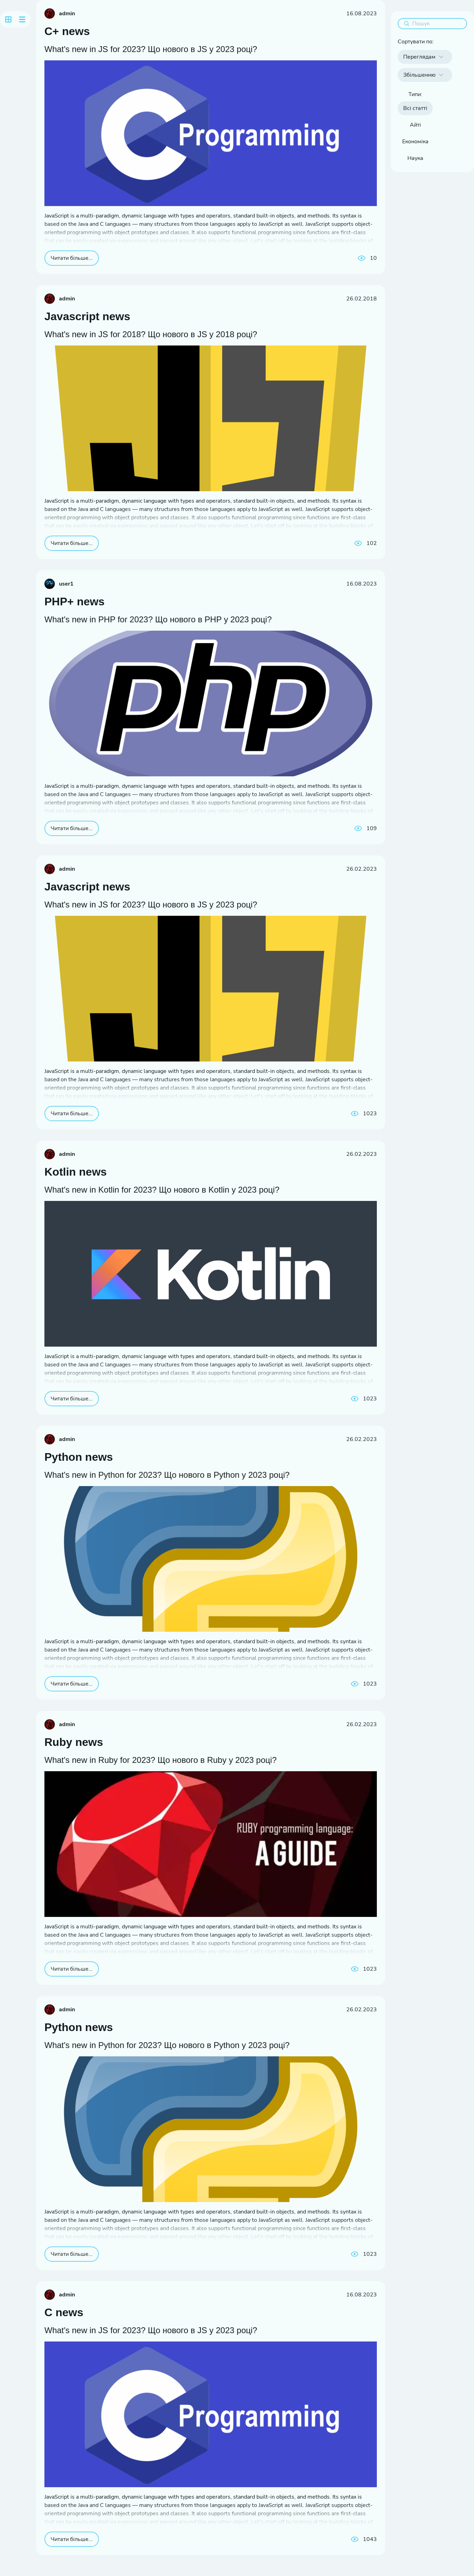 admin
16.08.2023
C+ news
What's new in JS for 2023? Що нового в JS у 2023 році?
C Programming
JavaScript is a multi-paradigm, dynamic language with types and operators, standard built-in objects, and methods. Its syntax is
based on the Java and C languages — many structures from those languages apply to JavaScript as well. JavaScript supports object-
oriented programming with object prototypes and classes. It also supports functional programming since functions are first-class
Читати більше...
10
admin
26.02.2018
Javascript news
What's new in JS for 2018? Що нового в JS у 2018 році?
JS
JavaScript is a multi-paradigm, dynamic language with types and operators, standard built-in objects, and methods. Its syntax is
based on the Java and C languages — many structures from those languages apply to JavaScript as well. JavaScript supports object-
oriented programming with object prototypes and classes. It also supports functional programming since functions are first-class
Читати більше...
102
user1
16.08.2023
PHP+ news
What's new in PHP for 2023? Що нового в PHP у 2023 році?
php
JavaScript is a multi-paradigm, dynamic language with types and operators, standard built-in objects, and methods. Its syntax is
based on the Java and C languages — many structures from those languages apply to JavaScript as well. JavaScript supports object-
oriented programming with object prototypes and classes. It also supports functional programming since functions are first-class
Читати більше...
109
admin
26.02.2023
Javascript news
What's new in JS for 2023? Що нового в JS у 2023 році?
JS
JavaScript is a multi-paradigm, dynamic language with types and operators, standard built-in objects, and methods. Its syntax is
based on the Java and C languages — many structures from those languages apply to JavaScript as well. JavaScript supports object-
oriented programming with object prototypes and classes. It also supports functional programming since functions are first-class
Читати більше...
1023
admin
26.02.2023
Kotlin news
What's new in Kotlin for 2023? Що нового в Kotlin у 2023 році?
Kotlin
JavaScript is a multi-paradigm, dynamic language with types and operators, standard built-in objects, and methods. Its syntax is
based on the Java and C languages — many structures from those languages apply to JavaScript as well. JavaScript supports object-
oriented programming with object prototypes and classes. It also supports functional programming since functions are first-class
Читати більше...
1023
admin
26.02.2023
Python news
What's new in Python for 2023? Що нового в Python у 2023 році?
JavaScript is a multi-paradigm, dynamic language with types and operators, standard built-in objects, and methods. Its syntax is
based on the Java and C languages — many structures from those languages apply to JavaScript as well. JavaScript supports object-
oriented programming with object prototypes and classes. It also supports functional programming since functions are first-class
Читати більше...
1023
admin
26.02.2023
Ruby news
What's new in Ruby for 2023? Що нового в Ruby у 2023 році?
RUBY programming language:
A GUIDE
JavaScript is a multi-paradigm, dynamic language with types and operators, standard built-in objects, and methods. Its syntax is
based on the Java and C languages — many structures from those languages apply to JavaScript as well. JavaScript supports object-
oriented programming with object prototypes and classes. It also supports functional programming since functions are first-class
Читати більше...
1023
admin
26.02.2023
Python news
What's new in Python for 2023? Що нового в Python у 2023 році?
JavaScript is a multi-paradigm, dynamic language with types and operators, standard built-in objects, and methods. Its syntax is
based on the Java and C languages — many structures from those languages apply to JavaScript as well. JavaScript supports object-
oriented programming with object prototypes and classes. It also supports functional programming since functions are first-class
Читати більше...
1023
admin
16.08.2023
C news
What's new in JS for 2023? Що нового в JS у 2023 році?
C Programming
JavaScript is a multi-paradigm, dynamic language with types and operators, standard built-in objects, and methods. Its syntax is
based on the Java and C languages — many structures from those languages apply to JavaScript as well. JavaScript supports object-
oriented programming with object prototypes and classes. It also supports functional programming since functions are first-class
Читати більше...
1043
Пошук
Сортувати по:
Переглядам
Збільшенню
Типи:
Всі статті
Айті
Економіка
Наука